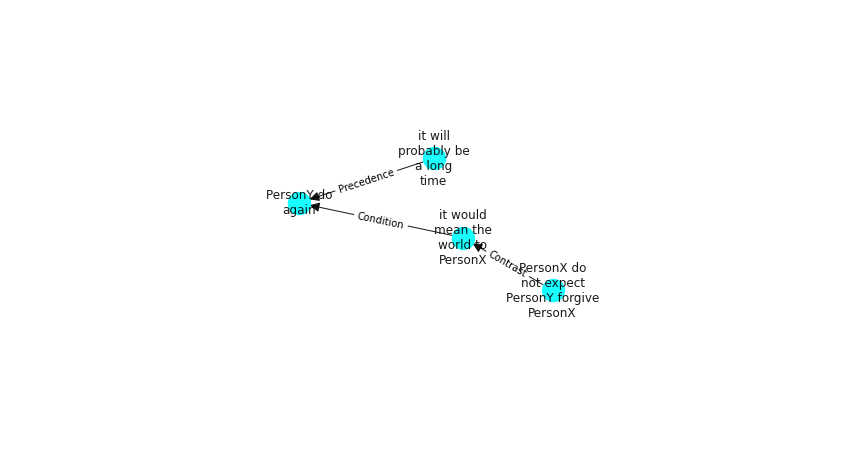 it will
probably be
a long
time
Precedence
PersonY do
again
Condition
it would
mean the
world to
PersonX
Contrast
PersonX do
not expect
PersonY forgive
PersonX